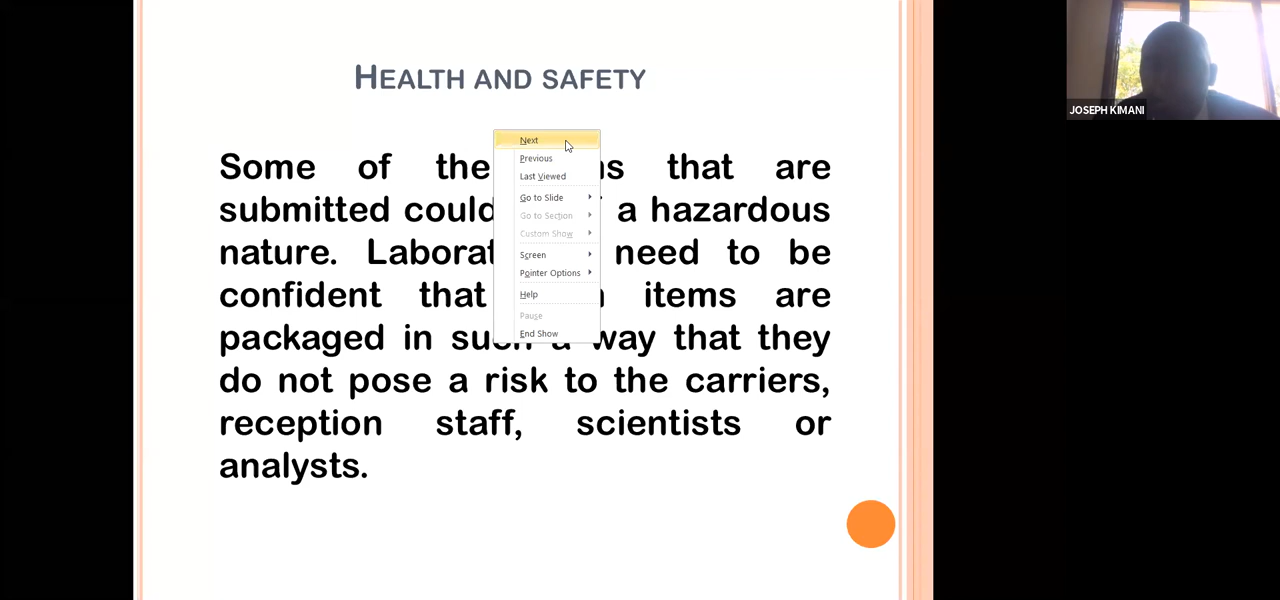 HEALTH AND SAFETY
Some of the that are
submitted could a hazardous
nature. need to be
confident that items are
packaged in such a way that they
do not pose a risk to the carriers,
reception staff, scientists or
analysts.
Next
Previous
Last Viewed
Go to Slide
Go to Section
Custom Show
Screen
Pointer Options
Help
Pause
End Show
JOSEPH KIMANI